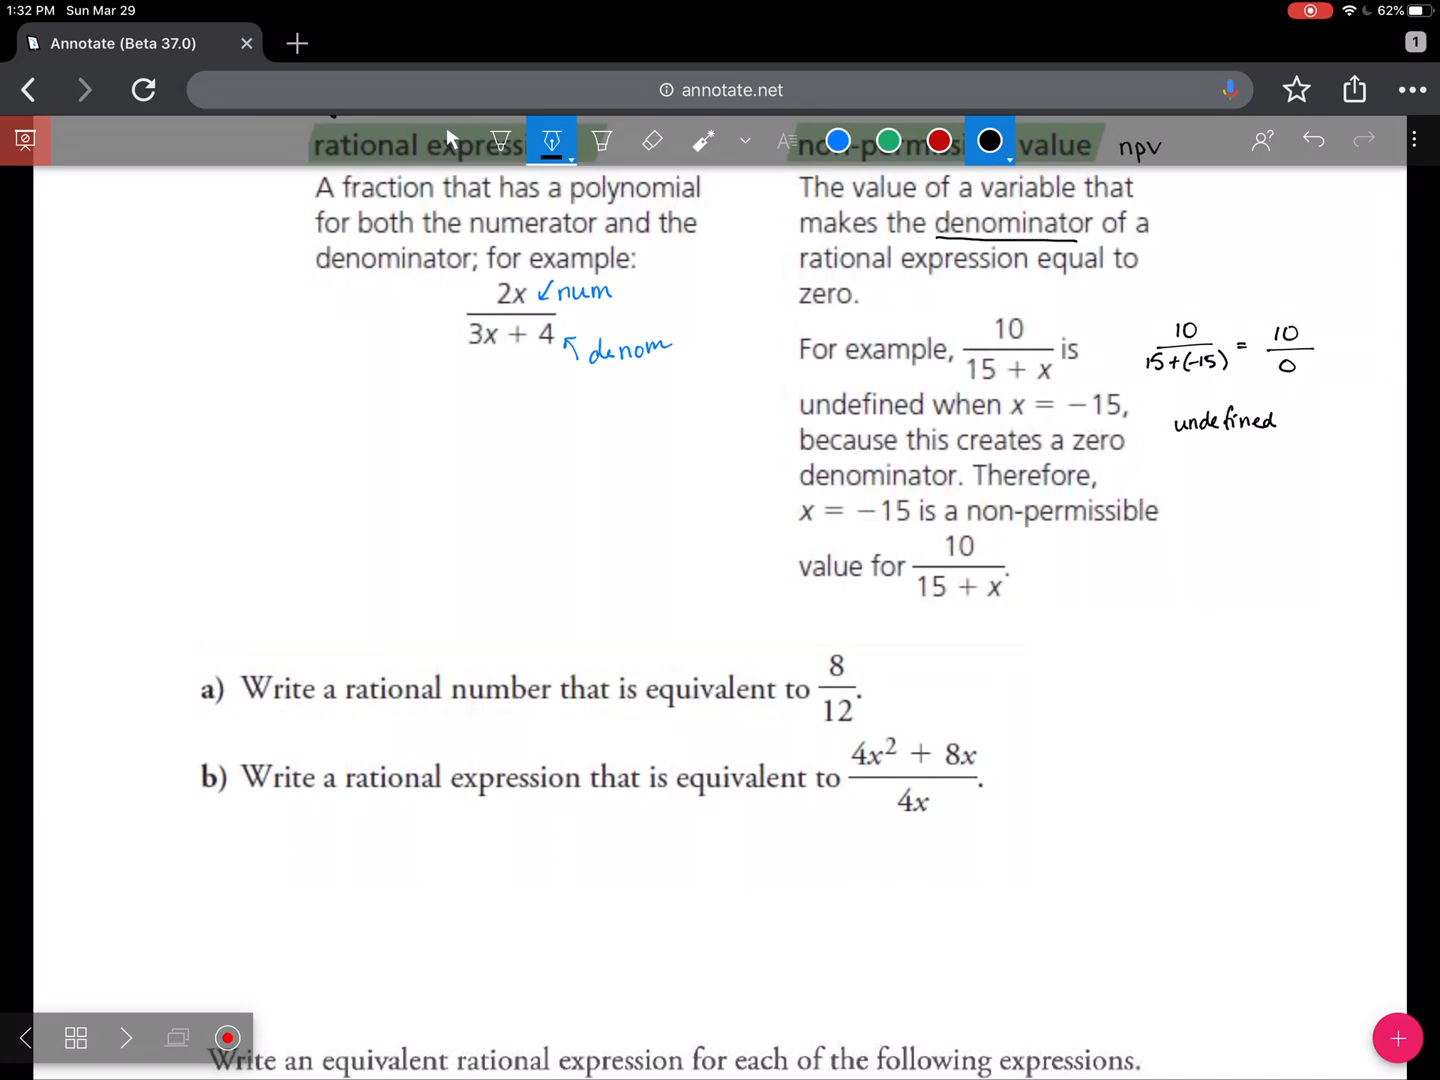 1:32 PM Sun Mar 29
62%
Annotate (Beta 37.0)
1
annotate.net
rational expressi
A fraction that has a polynomial
for both the numerator and the
denominator; for example:
2x ↙ num
3x + 4 ↖ denom
non-permissi value npv
The value of a variable that
makes the denominator of a
rational expression equal to
zero.
For example, 10/(15 + x) is
undefined when x = −15,
because this creates a zero
denominator. Therefore,
x = −15 is a non-permissible
value for 10/(15 + x).
10/(15+(-15)) = 10/0
undefined
a) Write a rational number that is equivalent to 8/12.
b) Write a rational expression that is equivalent to (4x² + 8x)/(4x).
Write an equivalent rational expression for each of the following expressions.